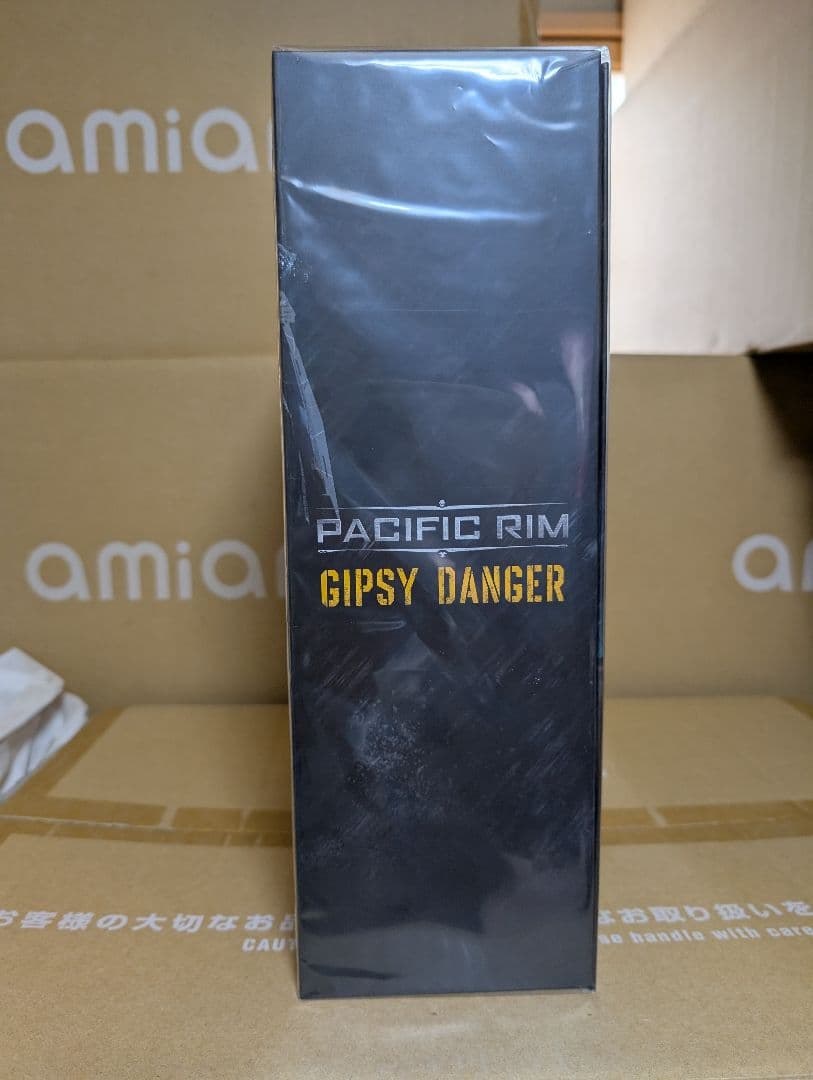 amia
PACIFIC RIM
GIPSY DANGER
amia
a
お客様の大切なお品
なお取り扱いを
CAUT
handle with care